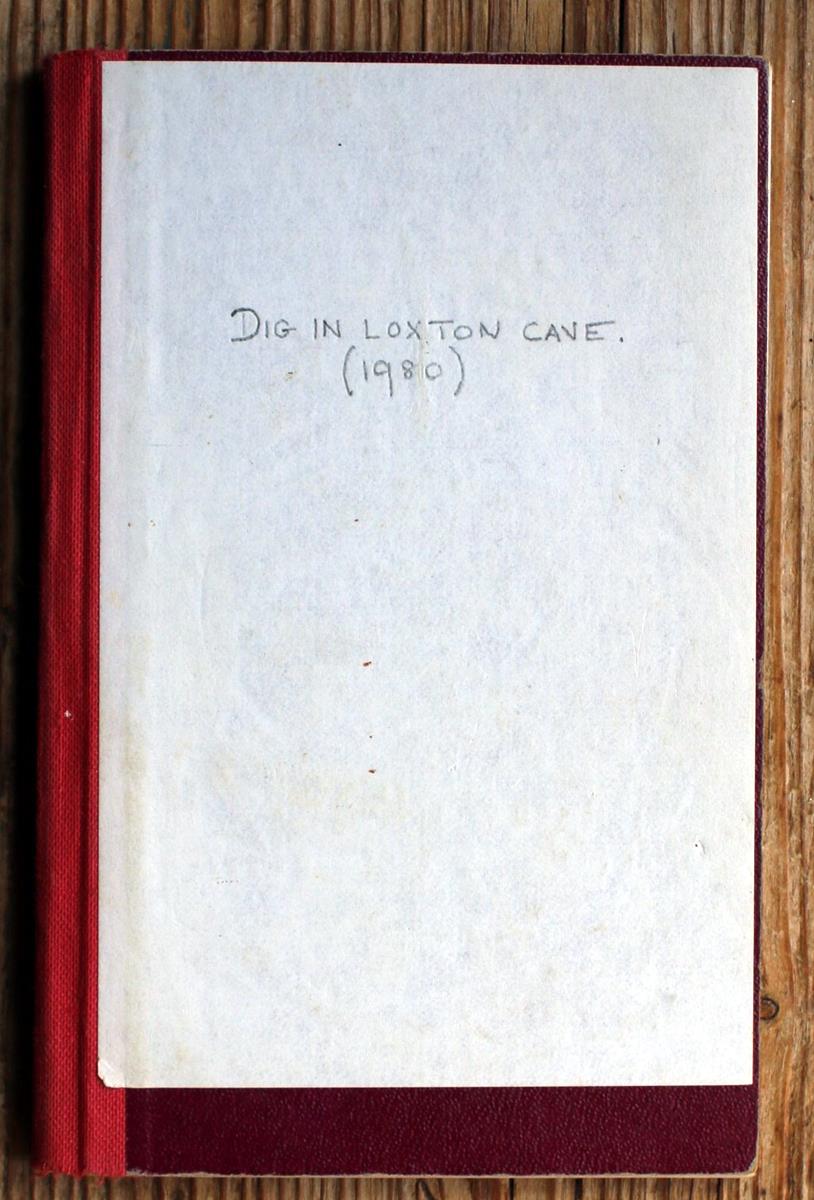 DIG IN LOXTON CAVE.
(1980)